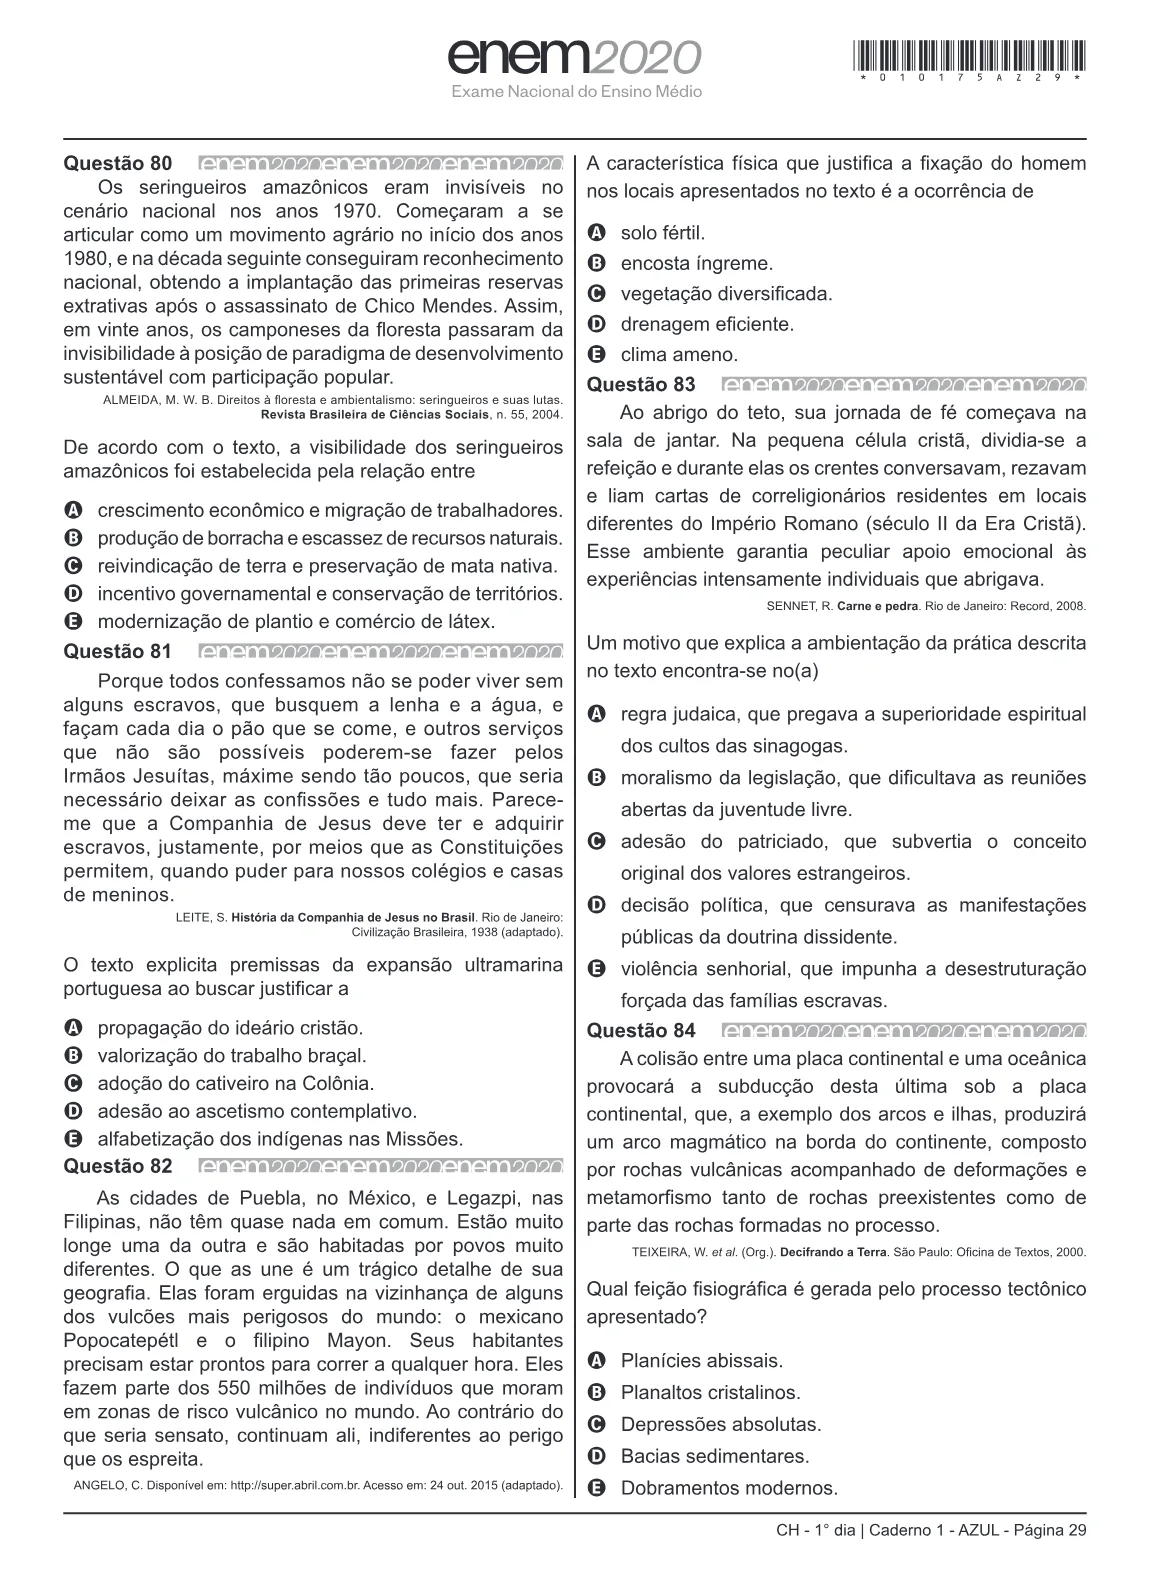 enem2020
Exame Nacional do Ensino Médio
*010175AZ29*
Questão 80 enem2020enem2020enem2020
Os seringueiros amazônicos eram invisíveis no
cenário nacional nos anos 1970. Começaram a se
articular como um movimento agrário no início dos anos
1980, e na década seguinte conseguiram reconhecimento
nacional, obtendo a implantação das primeiras reservas
extrativas após o assassinato de Chico Mendes. Assim,
em vinte anos, os camponeses da floresta passaram da
invisibilidade à posição de paradigma de desenvolvimento
sustentável com participação popular.
ALMEIDA, M. W. B. Direitos à floresta e ambientalismo: seringueiros e suas lutas.
Revista Brasileira de Ciências Sociais, n. 55, 2004.
De acordo com o texto, a visibilidade dos seringueiros
amazônicos foi estabelecida pela relação entre
A crescimento econômico e migração de trabalhadores.
B produção de borracha e escassez de recursos naturais.
C reivindicação de terra e preservação de mata nativa.
D incentivo governamental e conservação de territórios.
E modernização de plantio e comércio de látex.
Questão 81 enem2020enem2020enem2020
Porque todos confessamos não se poder viver sem
alguns escravos, que busquem a lenha e a água, e
façam cada dia o pão que se come, e outros serviços
que não são possíveis poderem-se fazer pelos
Irmãos Jesuítas, máxime sendo tão poucos, que seria
necessário deixar as confissões e tudo mais. Parece-
me que a Companhia de Jesus deve ter e adquirir
escravos, justamente, por meios que as Constituições
permitem, quando puder para nossos colégios e casas
de meninos.
LEITE, S. História da Companhia de Jesus no Brasil. Rio de Janeiro:
Civilização Brasileira, 1938 (adaptado).
O texto explicita premissas da expansão ultramarina
portuguesa ao buscar justificar a
A propagação do ideário cristão.
B valorização do trabalho braçal.
C adoção do cativeiro na Colônia.
D adesão ao ascetismo contemplativo.
E alfabetização dos indígenas nas Missões.
Questão 82 enem2020enem2020enem2020
As cidades de Puebla, no México, e Legazpi, nas
Filipinas, não têm quase nada em comum. Estão muito
longe uma da outra e são habitadas por povos muito
diferentes. O que as une é um trágico detalhe de sua
geografia. Elas foram erguidas na vizinhança de alguns
dos vulcões mais perigosos do mundo: o mexicano
Popocatepétl e o filipino Mayon. Seus habitantes
precisam estar prontos para correr a qualquer hora. Eles
fazem parte dos 550 milhões de indivíduos que moram
em zonas de risco vulcânico no mundo. Ao contrário do
que seria sensato, continuam ali, indiferentes ao perigo
que os espreita.
ANGELO, C. Disponível em: http://super.abril.com.br. Acesso em: 24 out. 2015 (adaptado).
A característica física que justifica a fixação do homem
nos locais apresentados no texto é a ocorrência de
A solo fértil.
B encosta íngreme.
C vegetação diversificada.
D drenagem eficiente.
E clima ameno.
Questão 83 enem2020enem2020enem2020
Ao abrigo do teto, sua jornada de fé começava na
sala de jantar. Na pequena célula cristã, dividia-se a
refeição e durante elas os crentes conversavam, rezavam
e liam cartas de correligionários residentes em locais
diferentes do Império Romano (século II da Era Cristã).
Esse ambiente garantia peculiar apoio emocional às
experiências intensamente individuais que abrigava.
SENNET, R. Carne e pedra. Rio de Janeiro: Record, 2008.
Um motivo que explica a ambientação da prática descrita
no texto encontra-se no(a)
A regra judaica, que pregava a superioridade espiritual
dos cultos das sinagogas.
B moralismo da legislação, que dificultava as reuniões
abertas da juventude livre.
C adesão do patriciado, que subvertia o conceito
original dos valores estrangeiros.
D decisão política, que censurava as manifestações
públicas da doutrina dissidente.
E violência senhorial, que impunha a desestruturação
forçada das famílias escravas.
Questão 84 enem2020enem2020enem2020
A colisão entre uma placa continental e uma oceânica
provocará a subducção desta última sob a placa
continental, que, a exemplo dos arcos e ilhas, produzirá
um arco magmático na borda do continente, composto
por rochas vulcânicas acompanhado de deformações e
metamorfismo tanto de rochas preexistentes como de
parte das rochas formadas no processo.
TEIXEIRA, W. et al. (Org.). Decifrando a Terra. São Paulo: Oficina de Textos, 2000.
Qual feição fisiográfica é gerada pelo processo tectônico
apresentado?
A Planícies abissais.
B Planaltos cristalinos.
C Depressões absolutas.
D Bacias sedimentares.
E Dobramentos modernos.
CH - 1° dia | Caderno 1 - AZUL - Página 29